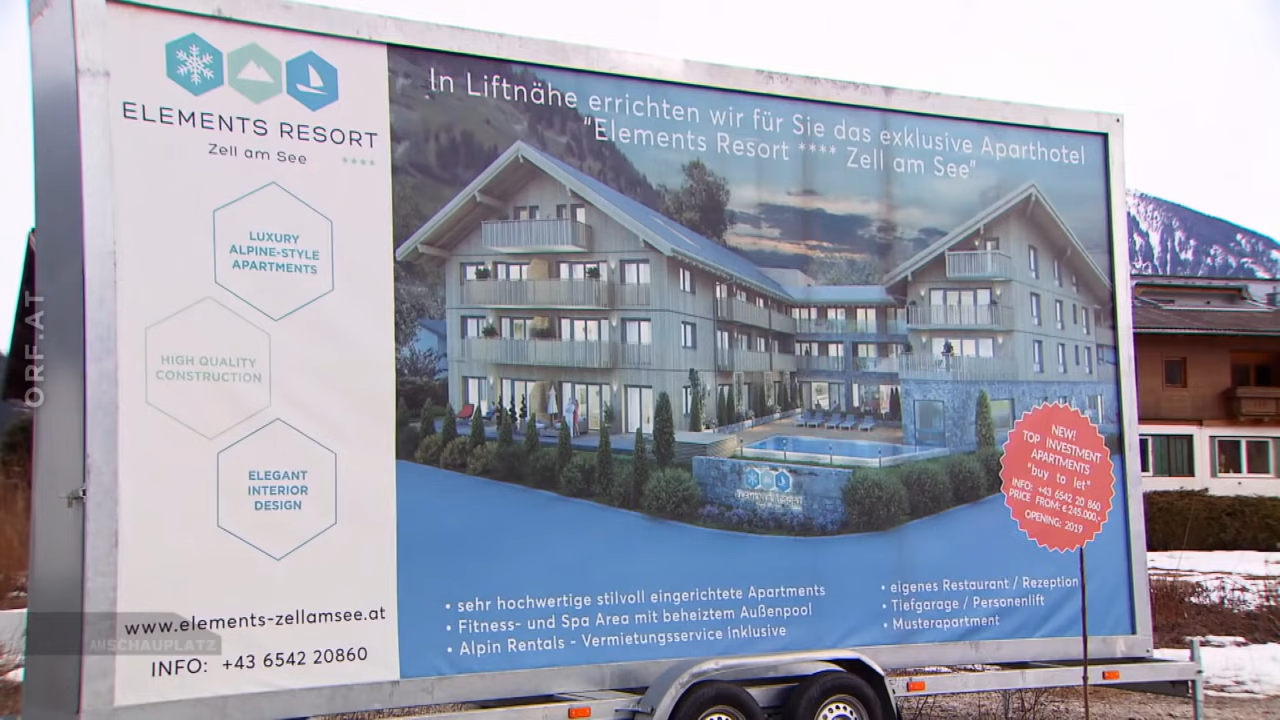 ELEMENTS RESORT
Zell am See
****
LUXURY
ALPINE-STYLE
APARTMENTS
HIGH QUALITY
CONSTRUCTION
ELEGANT
INTERIOR
DESIGN
www.elements-zellamsee.at
INFO: +43 6542 20860
In Liftnähe errichten wir für Sie das exklusive Aparthotel
"Elements Resort **** Zell am See"
ELEMENTS RESORT
NEW!
TOP INVESTMENT
APARTMENTS
"buy to let"
INFO: +43 6542 20 860
PRICE FROM: € 245.000,-
OPENING: 2019
• sehr hochwertige stilvoll eingerichtete Apartments
• Fitness- und Spa Area mit beheiztem Außenpool
• Alpin Rentals - Vermietungsservice inklusive
• eigenes Restaurant / Rezeption
• Tiefgarage / Personenlift
• Musterapartment
ORF.AT
AM SCHAUPLATZ